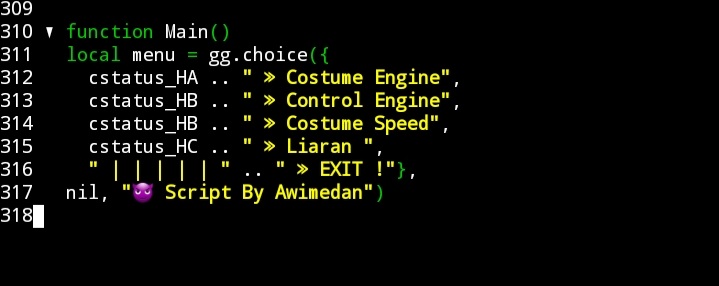 309
310 ▼ function Main()
311 local menu = gg.choice({
312 cstatus_HA .. " » Costume Engine",
313 cstatus_HB .. " » Control Engine",
314 cstatus_HB .. " » Costume Speed",
315 cstatus_HC .. " » Liaran ",
316 " | | | | | " .. " » EXIT !"},
317 nil, "😈 Script By Awimedan")
318